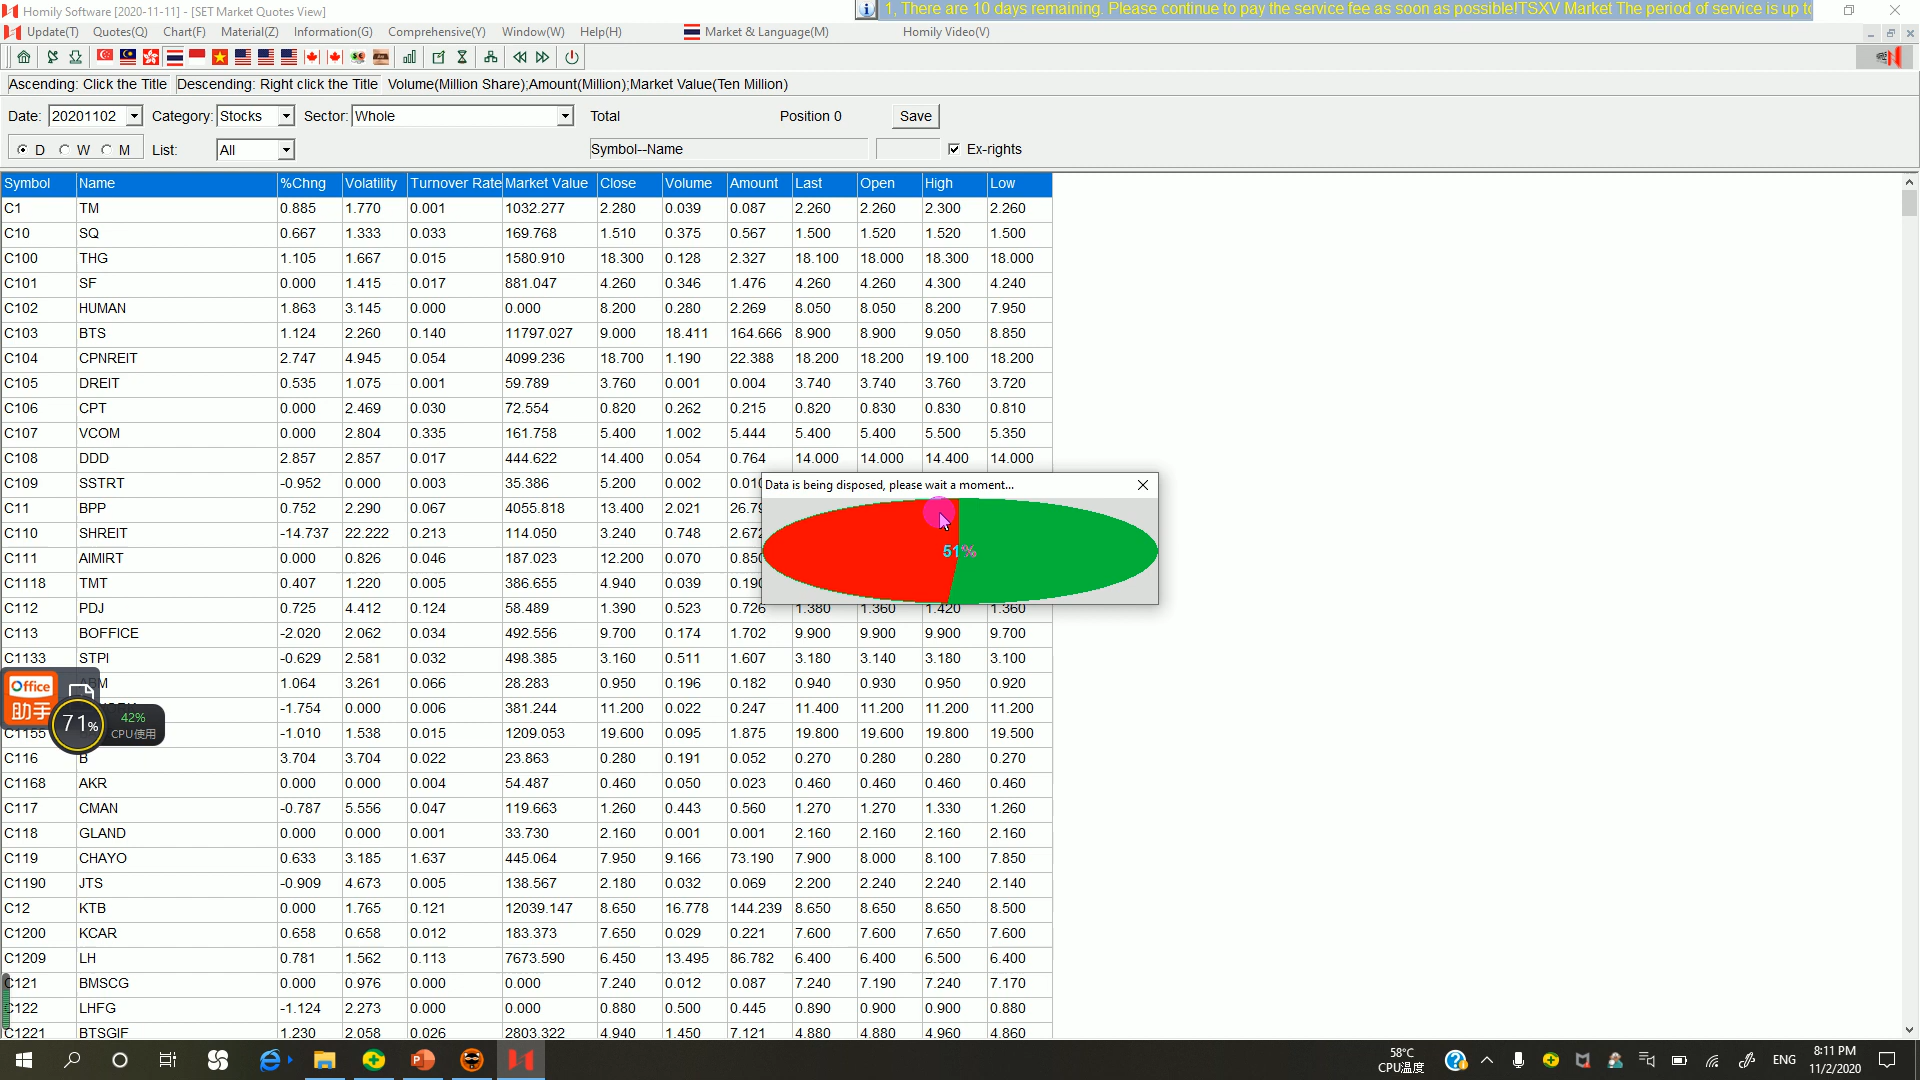 Homily Software [2020-11-11] - [SET Market Quotes View]
1, There are 10 days remaining. Please continue to pay the service fee as soon as possible!TSXV Market The period of service is up to
Update(T) Quotes(Q) Chart(F) Material(Z) Information(G) Comprehensive(Y) Window(W) Help(H) Market & Language(M) Homily Video(V)
Ascending: Click the Title Descending: Right click the Title Volume(Million Share);Amount(Million);Market Value(Ten Million)
Date: 20201102 Category: Stocks Sector: Whole Total Position 0 Save
D W M List: All Symbol--Name Ex-rights
Symbol Name %Chng Volatility Turnover Rate Market Value Close Volume Amount Last Open High Low
C1 TM 0.885 1.770 0.001 1032.277 2.280 0.039 0.087 2.260 2.260 2.300 2.260
C10 SQ 0.667 1.333 0.033 169.768 1.510 0.375 0.567 1.500 1.520 1.520 1.500
C100 THG 1.105 1.667 0.015 1580.910 18.300 0.128 2.327 18.100 18.000 18.300 18.000
C101 SF 0.000 1.415 0.017 881.047 4.260 0.346 1.476 4.260 4.260 4.300 4.240
C102 HUMAN 1.863 3.145 0.000 0.000 8.200 0.280 2.269 8.050 8.050 8.200 7.950
C103 BTS 1.124 2.260 0.140 11797.027 9.000 18.411 164.666 8.900 8.900 9.050 8.850
C104 CPNREIT 2.747 4.945 0.054 4099.236 18.700 1.190 22.388 18.200 18.200 19.100 18.200
C105 DREIT 0.535 1.075 0.001 59.789 3.760 0.001 0.004 3.740 3.740 3.760 3.720
C106 CPT 0.000 2.469 0.030 72.554 0.820 0.262 0.215 0.820 0.830 0.830 0.810
C107 VCOM 0.000 2.804 0.335 161.758 5.400 1.002 5.444 5.400 5.400 5.500 5.350
C108 DDD 2.857 2.857 0.017 444.622 14.400 0.054 0.764 14.000 14.000 14.400 14.000
C109 SSTRT -0.952 0.000 0.003 35.386 5.200 0.002
Data is being disposed, please wait a moment...
C11 BPP 0.752 2.290 0.067 4055.818 13.400 2.021
C110 SHREIT -14.737 22.222 0.213 114.050 3.240 0.748
51%
C111 AIMIRT 0.000 0.826 0.046 187.023 12.200 0.070
C1118 TMT 0.407 1.220 0.005 386.655 4.940 0.039
C112 PDJ 0.725 4.412 0.124 58.489 1.390 0.523 0.726 1.380 1.360 1.420 1.360
C113 BOFFICE -2.020 2.062 0.034 492.556 9.700 0.174 1.702 9.900 9.900 9.900 9.700
C1133 STPI -0.629 2.581 0.032 498.385 3.160 0.511 1.607 3.180 3.140 3.180 3.100
1.064 3.261 0.066 28.283 0.950 0.196 0.182 0.940 0.930 0.950 0.920
-1.754 0.000 0.006 381.244 11.200 0.022 0.247 11.400 11.200 11.200 11.200
C1155 -1.010 1.538 0.015 1209.053 19.600 0.095 1.875 19.800 19.600 19.800 19.500
Office
助手
71%
42%
CPU使用
C116 B 3.704 3.704 0.022 23.863 0.280 0.191 0.052 0.270 0.280 0.280 0.270
C1168 AKR 0.000 0.000 0.004 54.487 0.460 0.050 0.023 0.460 0.460 0.460 0.460
C117 CMAN -0.787 5.556 0.047 119.663 1.260 0.443 0.560 1.270 1.270 1.330 1.260
C118 GLAND 0.000 0.000 0.001 33.730 2.160 0.001 0.001 2.160 2.160 2.160 2.160
C119 CHAYO 0.633 3.185 1.637 445.064 7.950 9.166 73.190 7.900 8.000 8.100 7.850
C1190 JTS -0.909 4.673 0.005 138.567 2.180 0.032 0.069 2.200 2.240 2.240 2.140
C12 KTB 0.000 1.765 0.121 12039.147 8.650 16.778 144.239 8.650 8.650 8.650 8.500
C1200 KCAR 0.658 0.658 0.012 183.373 7.650 0.029 0.221 7.600 7.600 7.650 7.600
C1209 LH 0.781 1.562 0.113 7673.590 6.450 13.495 86.782 6.400 6.400 6.500 6.400
C121 BMSCG 0.000 0.976 0.000 0.000 7.240 0.012 0.087 7.240 7.190 7.240 7.170
C122 LHFG -1.124 2.273 0.000 0.000 0.880 0.500 0.445 0.890 0.900 0.900 0.880
C1221 BTSGIF 1.230 2.058 0.026 2803.322 4.940 1.450 7.121 4.880 4.880 4.960 4.860
58°C
CPU温度
ENG
8:11 PM
11/2/2020